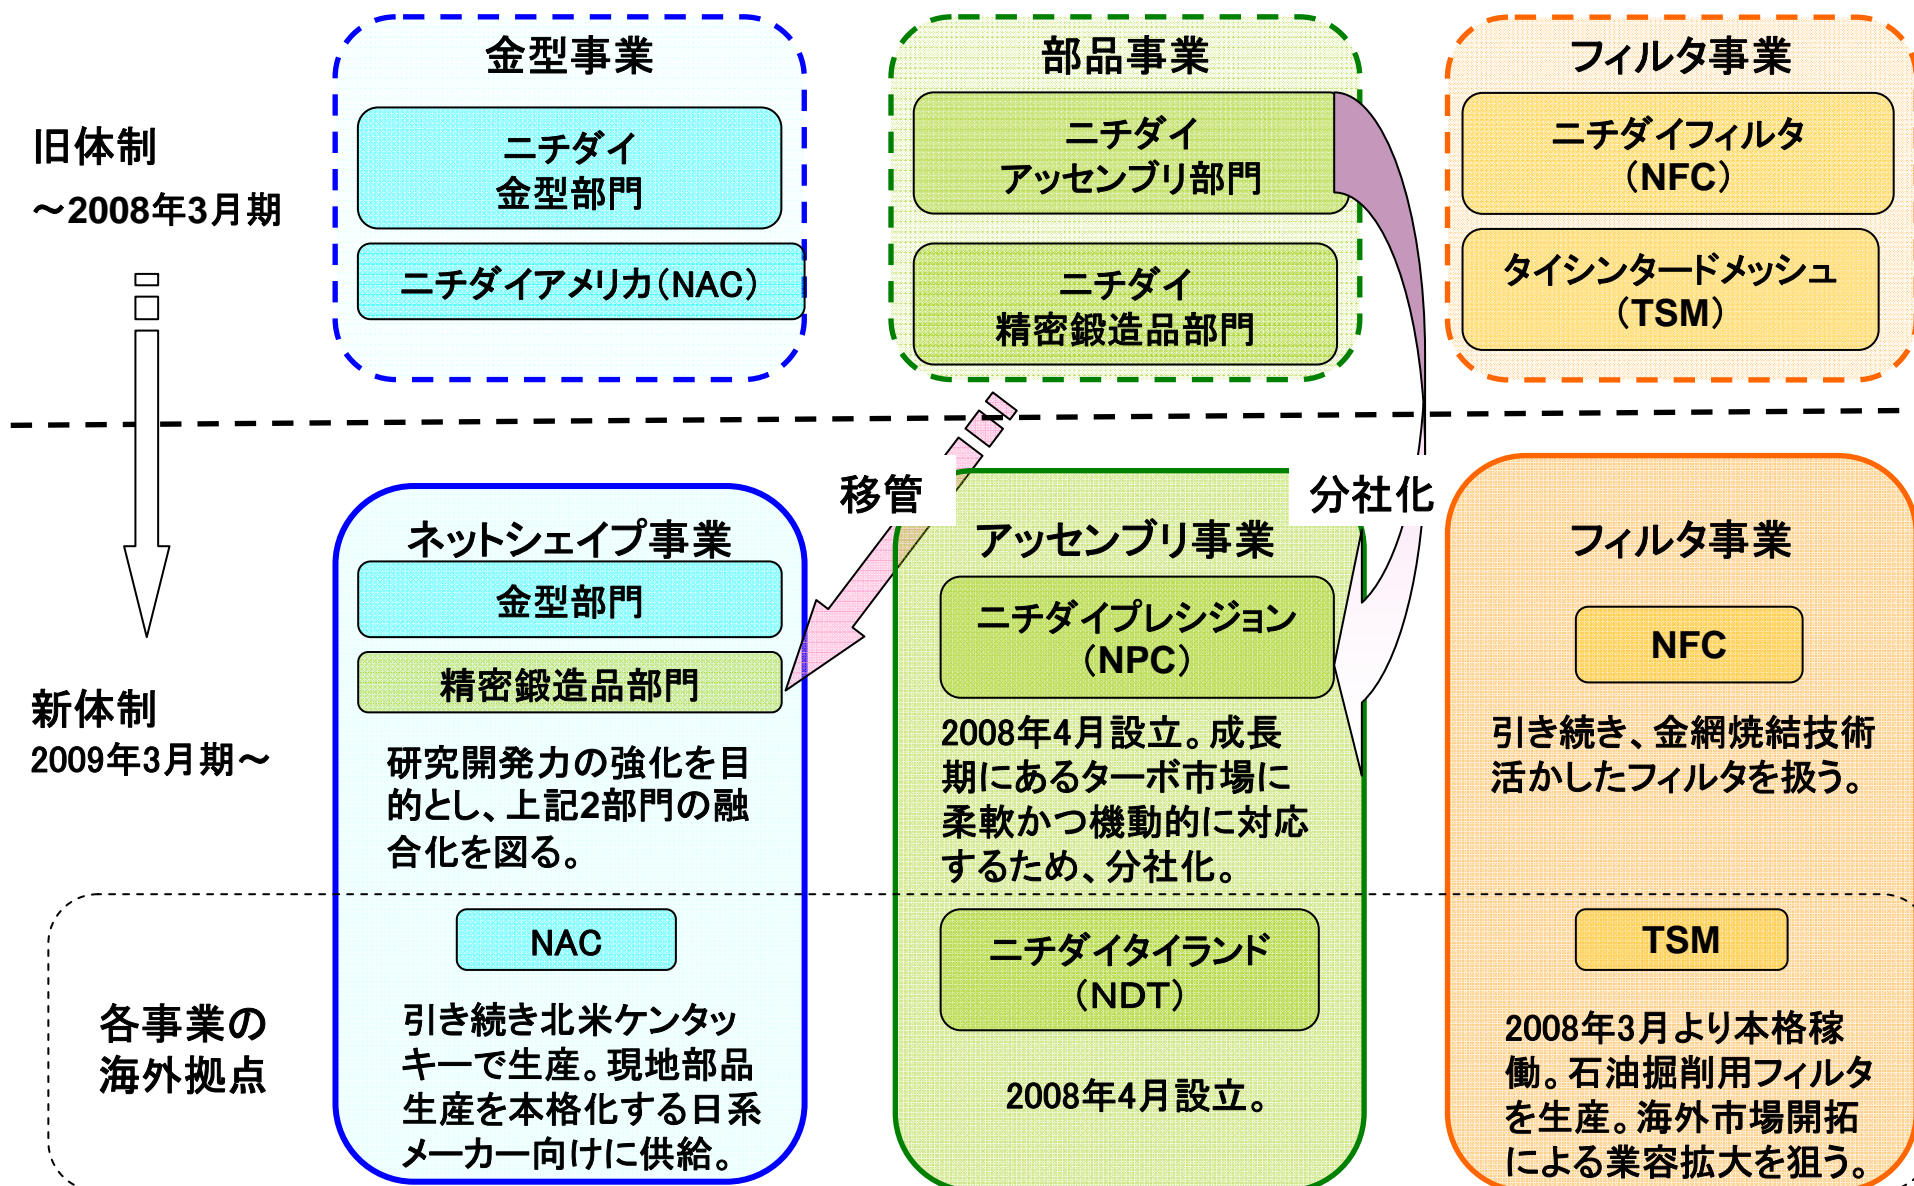 金型事業
部品事業
フィルタ事業
旧体制
～2008年3月期
ニチダイ
金型部門
ニチダイアメリカ（NAC）
ニチダイ
アッセンブリ部門
ニチダイ
精密鍛造品部門
ニチダイフィルタ
（NFC）
タイシンタードメッシュ
（TSM）
移管
分社化
新体制
2009年3月期～
ネットシェイプ事業
金型部門
精密鍛造品部門
研究開発力の強化を目
的とし、上記2部門の融
合化を図る。
アッセンブリ事業
ニチダイプレシジョン
（NPC）
2008年4月設立。成長
期にあるターボ市場に
柔軟かつ機動的に対応
するため、分社化。
フィルタ事業
NFC
引き続き、金網焼結技術
活かしたフィルタを扱う。
各事業の
海外拠点
NAC
引き続き北米ケンタッ
キーで生産。現地部品
生産を本格化する日系
メーカー向けに供給。
ニチダイタイランド
（NDT）
2008年4月設立。
TSM
2008年3月より本格稼
働。石油掘削用フィルタ
を生産。海外市場開拓
による業容拡大を狙う。